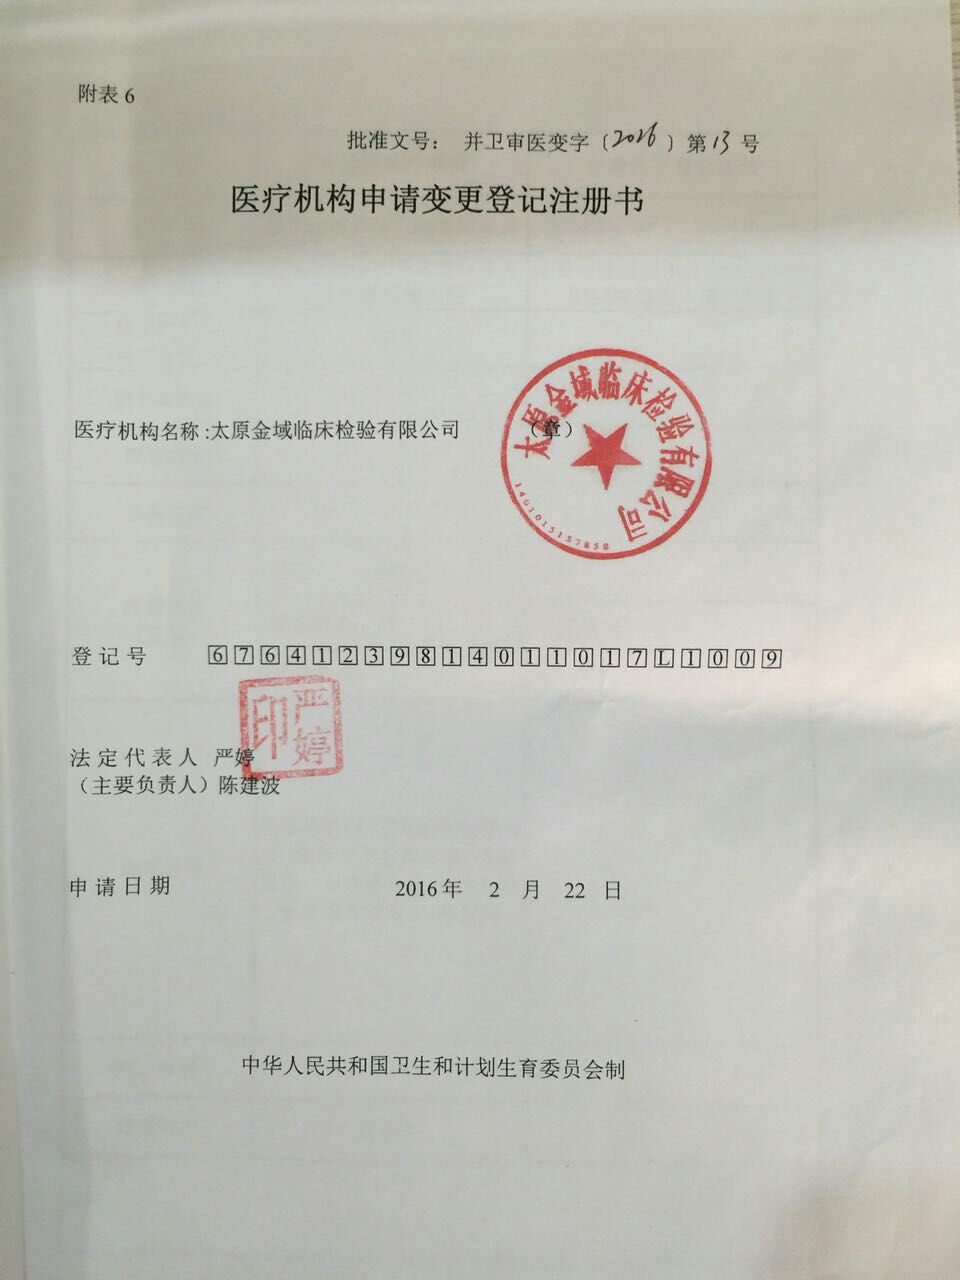 附表 6
批准文号： 并卫审医变字〔2016〕第13号
医疗机构申请变更登记注册书
医疗机构名称:太原金域临床检验有限公司 （章）
太原金域临床检验有限公司
1401015157858
登记号 67641239814011017L1009
严婷印
法定代表人 严婷
（主要负责人）陈建波
申请日期 2016年 2 月 22 日
中华人民共和国卫生和计划生育委员会制